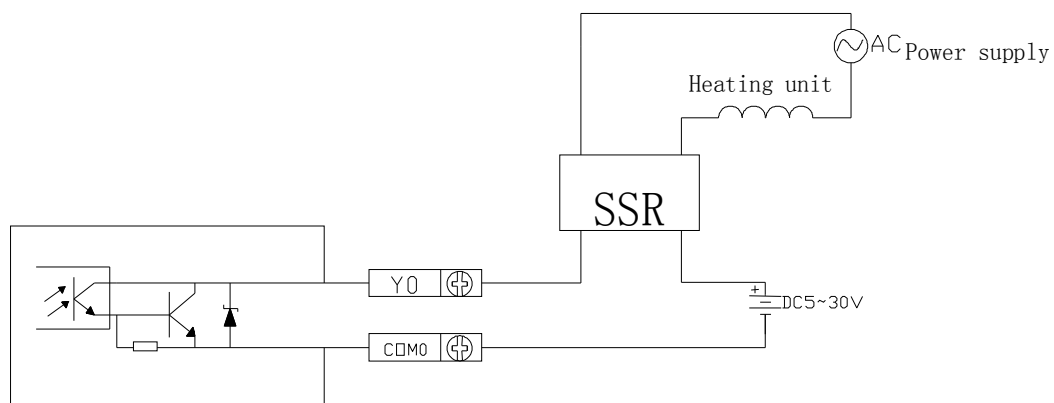 AC Power supply
Heating unit
SSR
Y0
+
DC5~30V
COM0